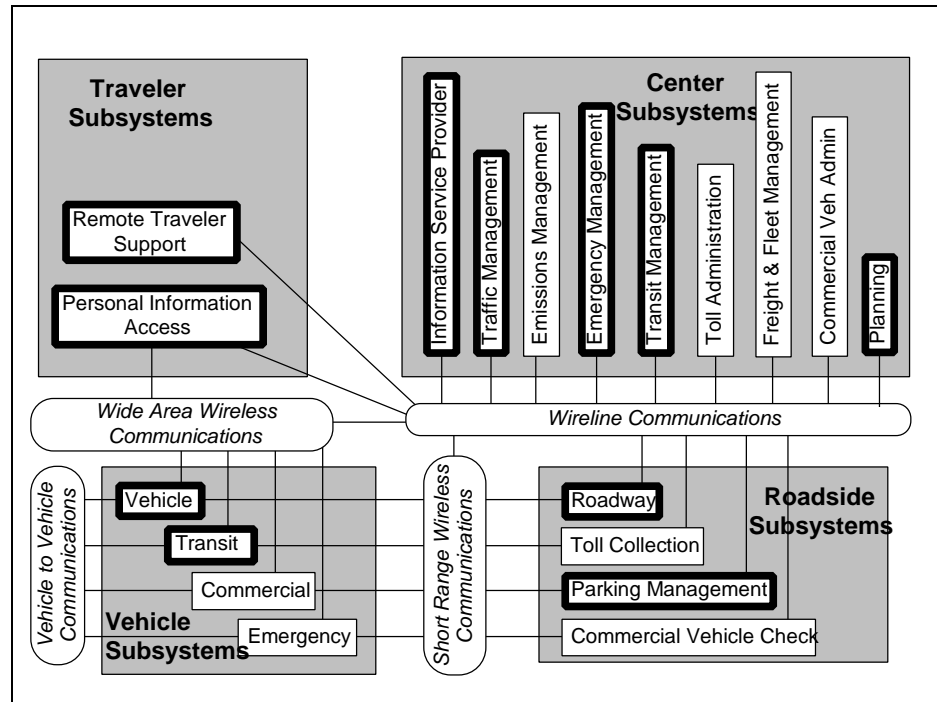 Traveler
Subsystems
Remote Traveler
Support
Personal Information
Access
Center
Subsystems
Information Service Provider
Traffic Management
Emissions Management
Emergency Management
Transit Management
Toll Administration
Freight & Fleet Management
Commercial Veh Admin
Planning
Wide Area Wireless
Communications
Wireline Communications
Vehicle to Vehicle
Communications
Vehicle
Transit
Commercial
Emergency
Vehicle
Subsystems
Short Range Wireless
Communications
Roadside
Subsystems
Roadway
Toll Collection
Parking Management
Commercial Vehicle Check